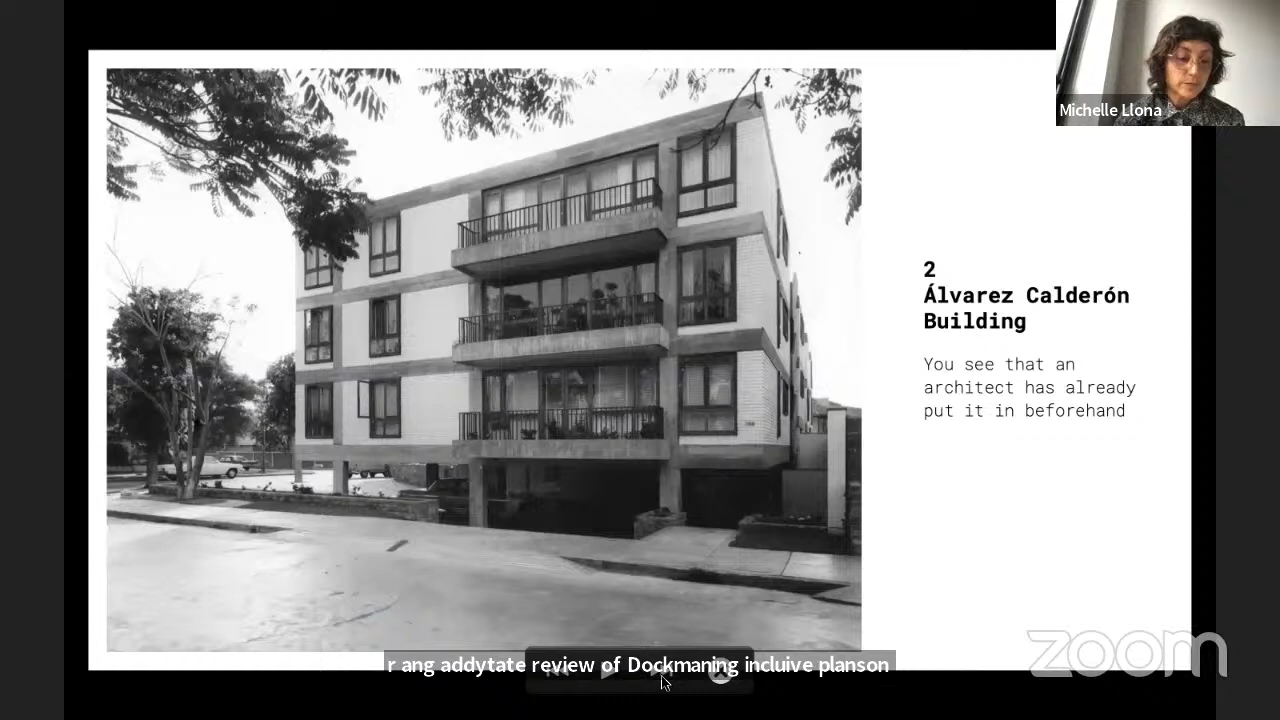 Michelle Llona
2
Álvarez Calderón
Building
You see that an
architect has already
put it in beforehand
r ang addytate review of Dockmaning incluive planson
zoom